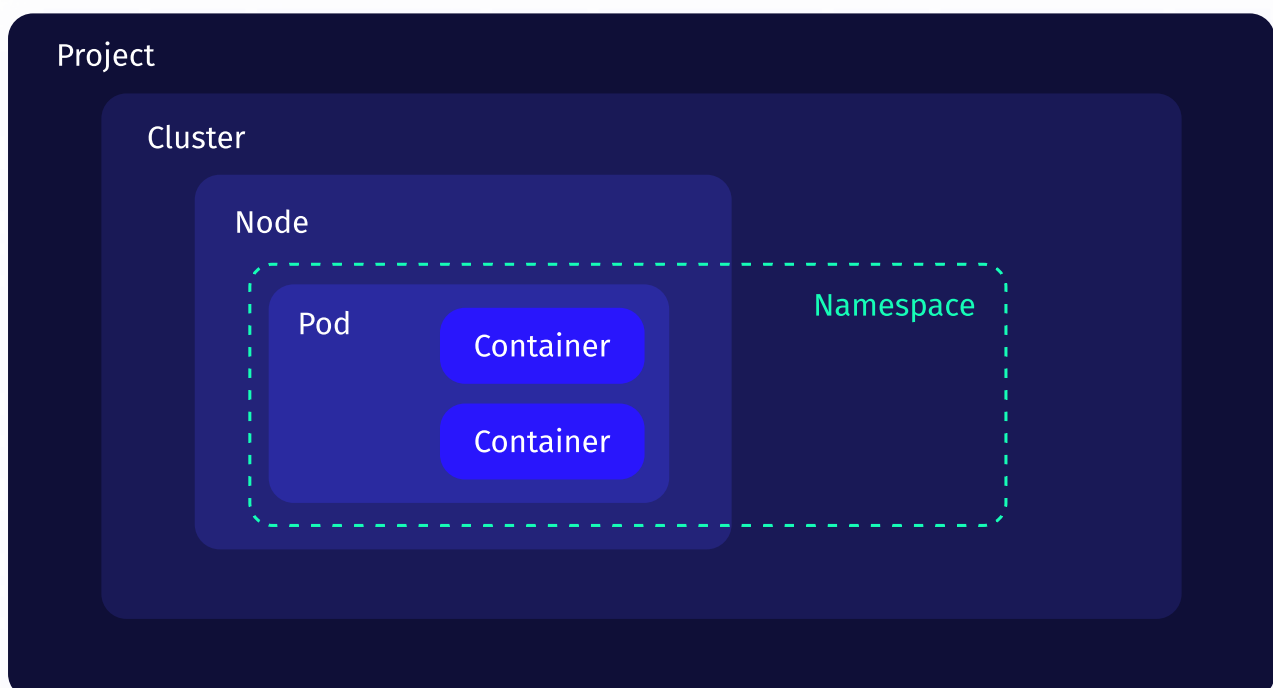 Project
Cluster
Node
Namespace
Pod
Container
Container